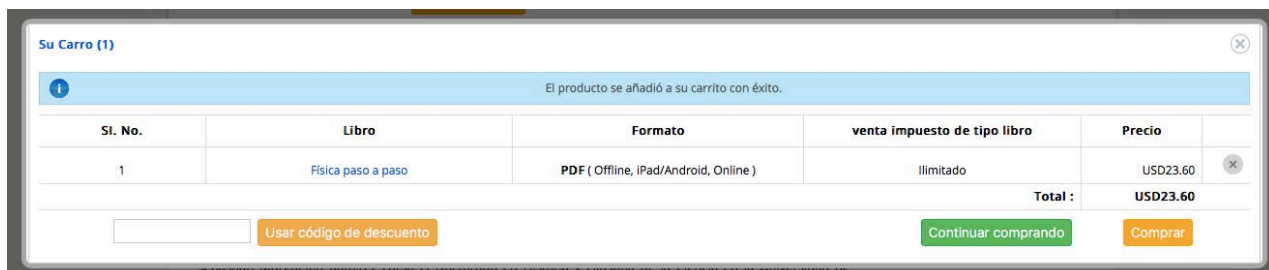 Su Carro (1)
El producto se añadió a su carrito con éxito.
SI. No. Libro Formato venta impuesto de tipo libro Precio
1 Física paso a paso PDF ( Offline, iPad/Android, Online ) Ilimitado USD23.60
Total : USD23.60
Usar código de descuento Continuar comprando Comprar